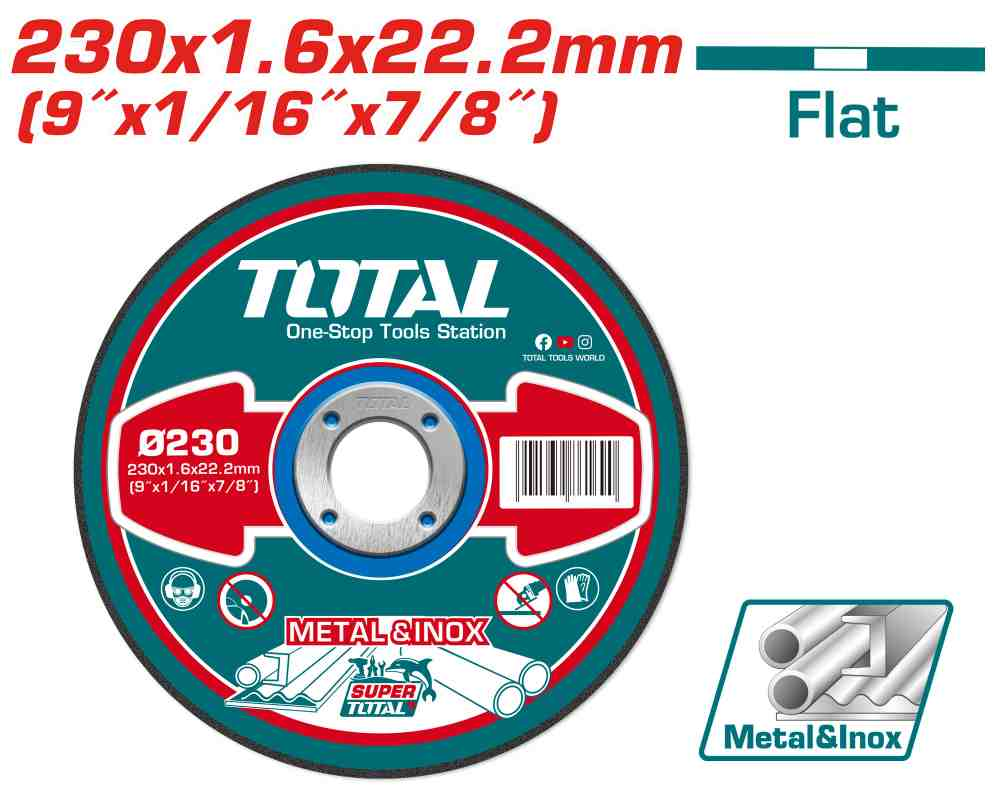 230x1.6x22.2mm
(9˝x1/16˝x7/8˝)
Flat
TOTAL
One-Stop Tools Station
TOTAL TOOLS WORLD
TOTAL
Ø230
230x1.6x22.2mm
(9˝x1/16˝x7/8˝)
METAL & INOX
SUPER
TOTAL
Metal&Inox